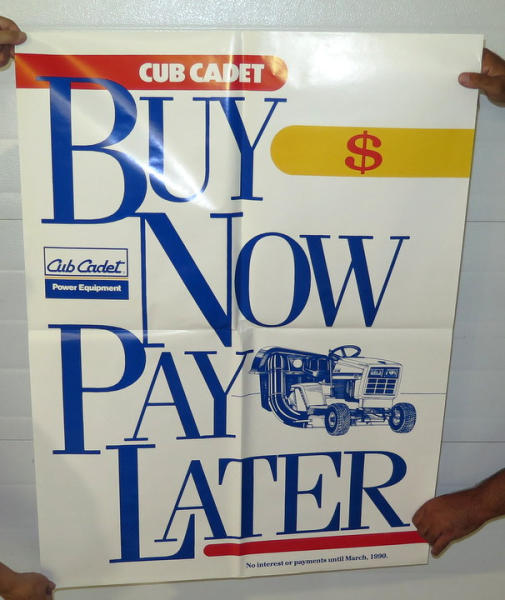 CUB CADET
BUY
$
NOW
Cub Cadet
Power Equipment
PAY
LATER
No interest or payments until March, 1990.